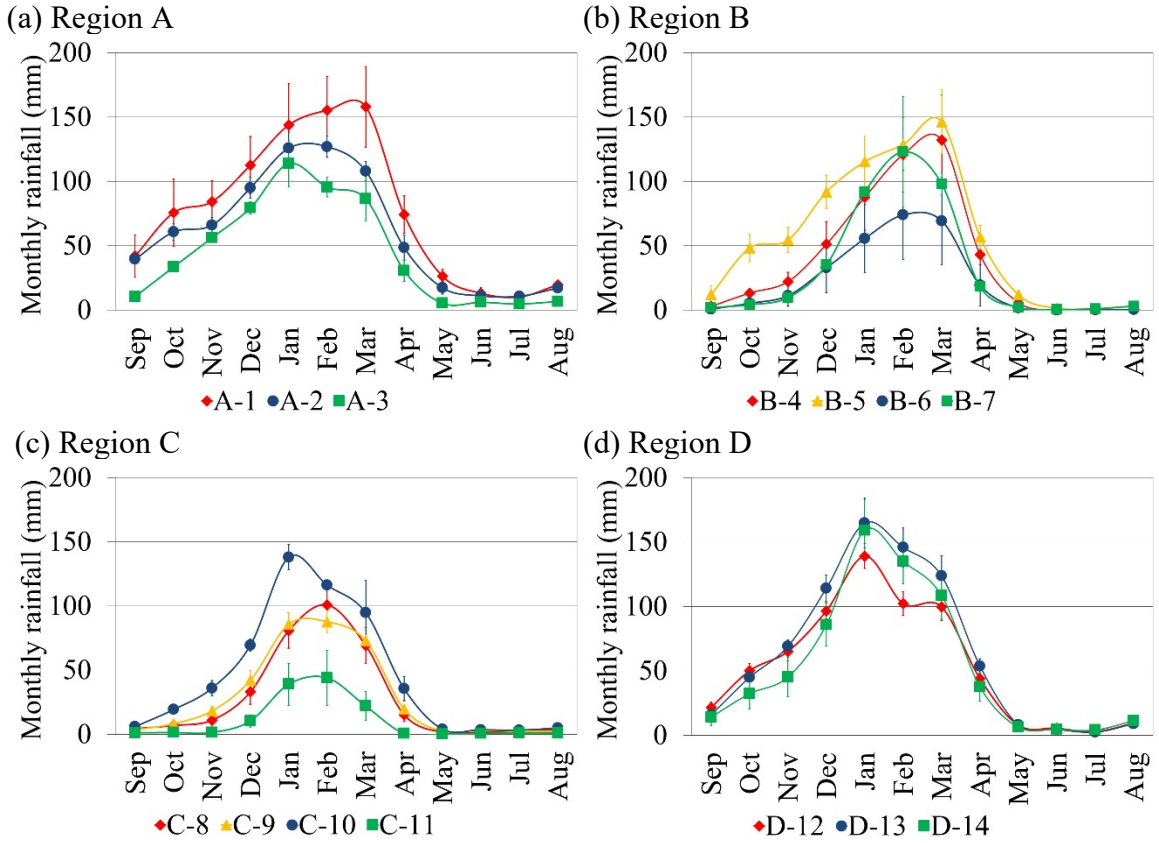 (a) Region A
Monthly rainfall (mm)
200
150
100
50
0
Sep Oct Nov Dec Jan Feb Mar Apr May Jun Jul Aug
A-1 A-2 A-3
(b) Region B
Monthly rainfall (mm)
200
150
100
50
0
Sep Oct Nov Dec Jan Feb Mar Apr May Jun Jul Aug
B-4 B-5 B-6 B-7
(c) Region C
Monthly rainfall (mm)
200
150
100
50
0
Sep Oct Nov Dec Jan Feb Mar Apr May Jun Jul Aug
C-8 C-9 C-10 C-11
(d) Region D
Monthly rainfall (mm)
200
150
100
50
0
Sep Oct Nov Dec Jan Feb Mar Apr May Jun Jul Aug
D-12 D-13 D-14